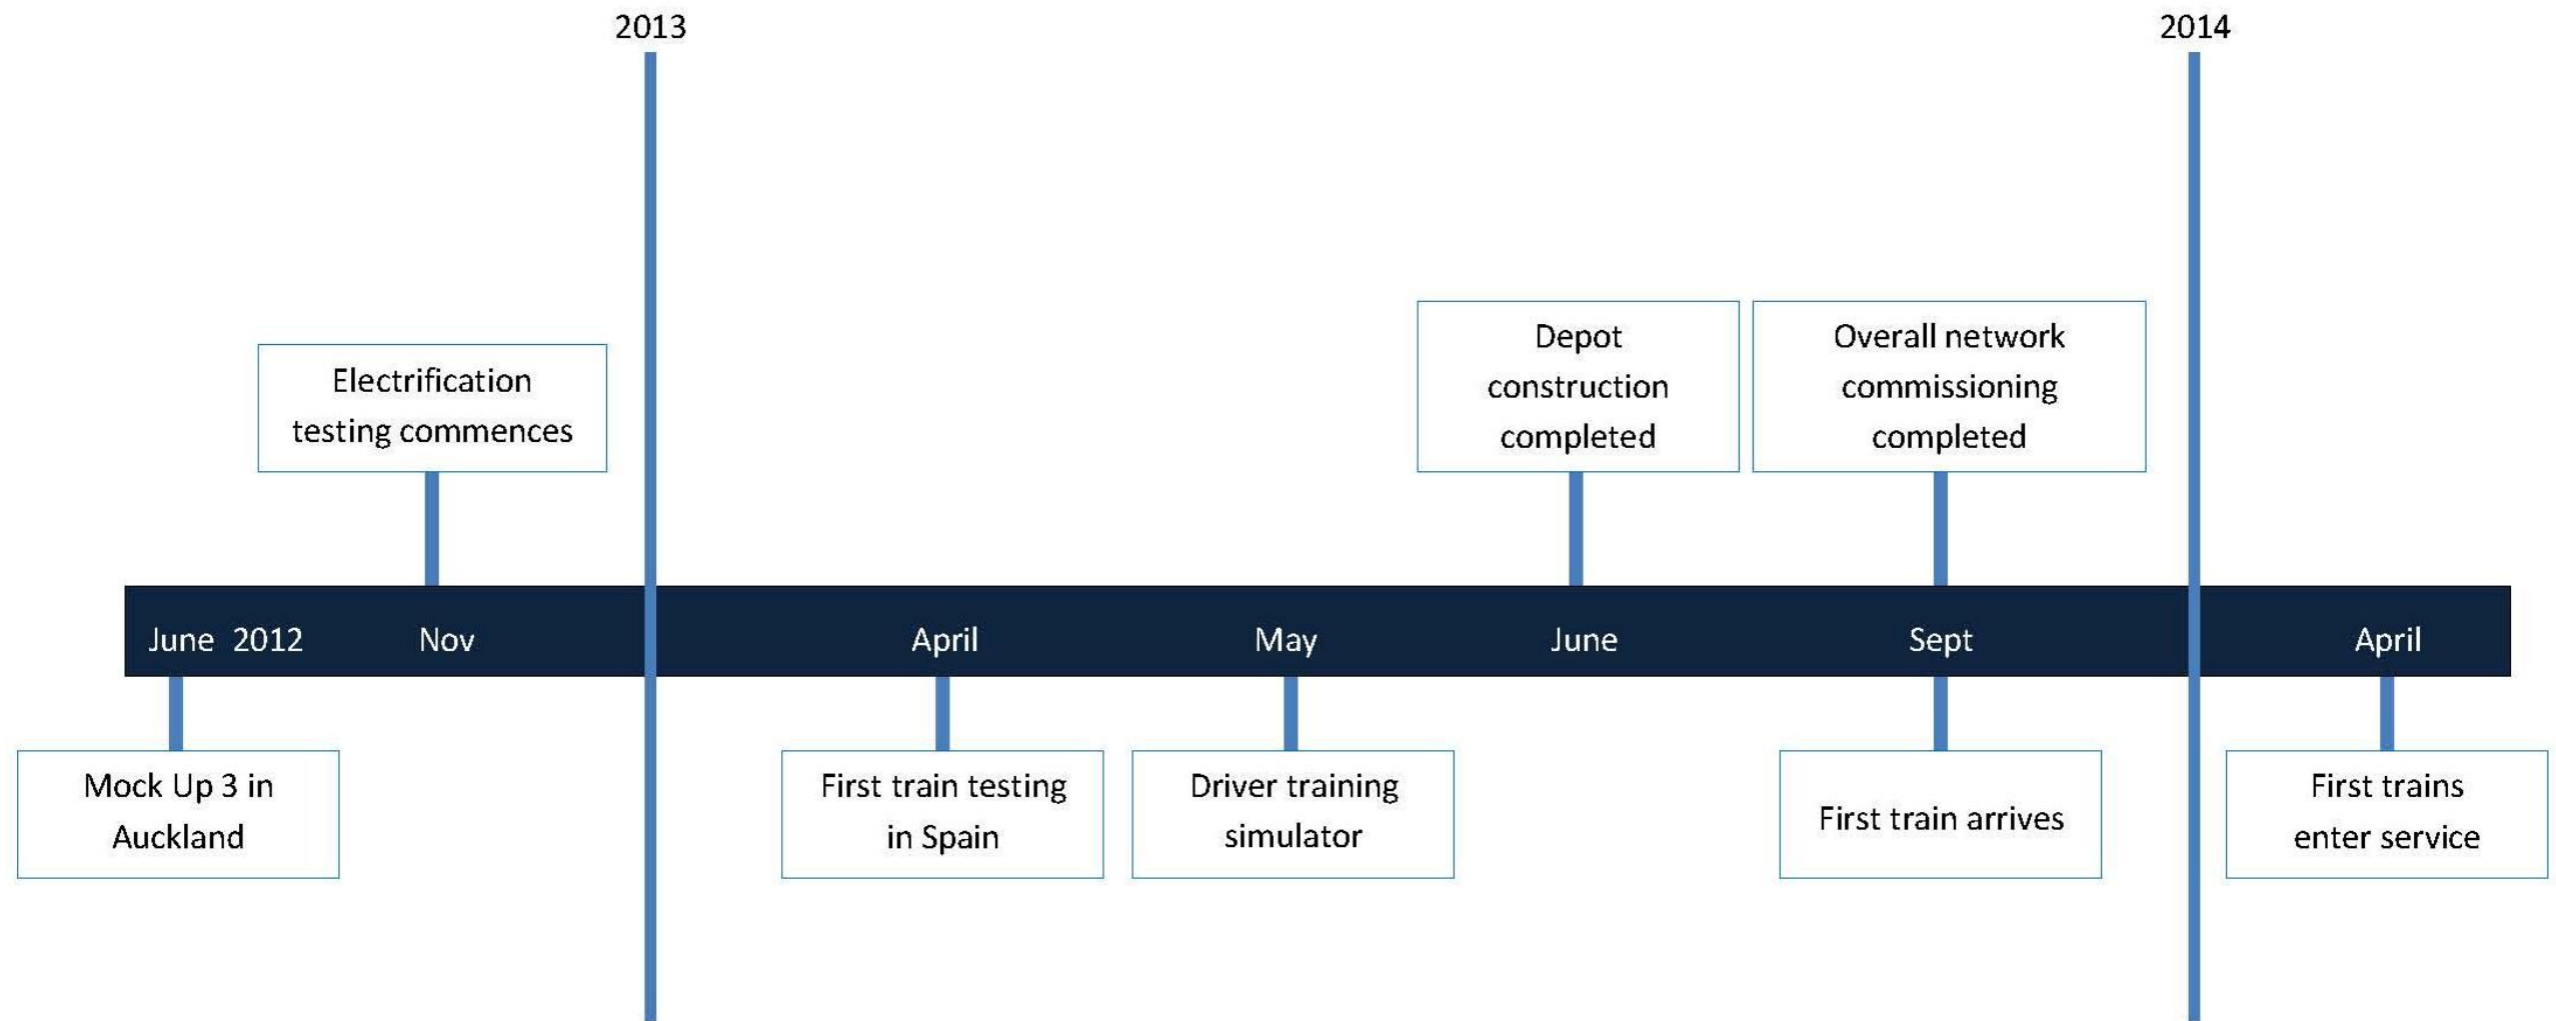 2013
2014
Electrification
testing commences
Depot
construction
completed
Overall network
commissioning
completed
June 2012
Nov
April
May
June
Sept
April
Mock Up 3 in
Auckland
First train testing
in Spain
Driver training
simulator
First train arrives
First trains
enter service